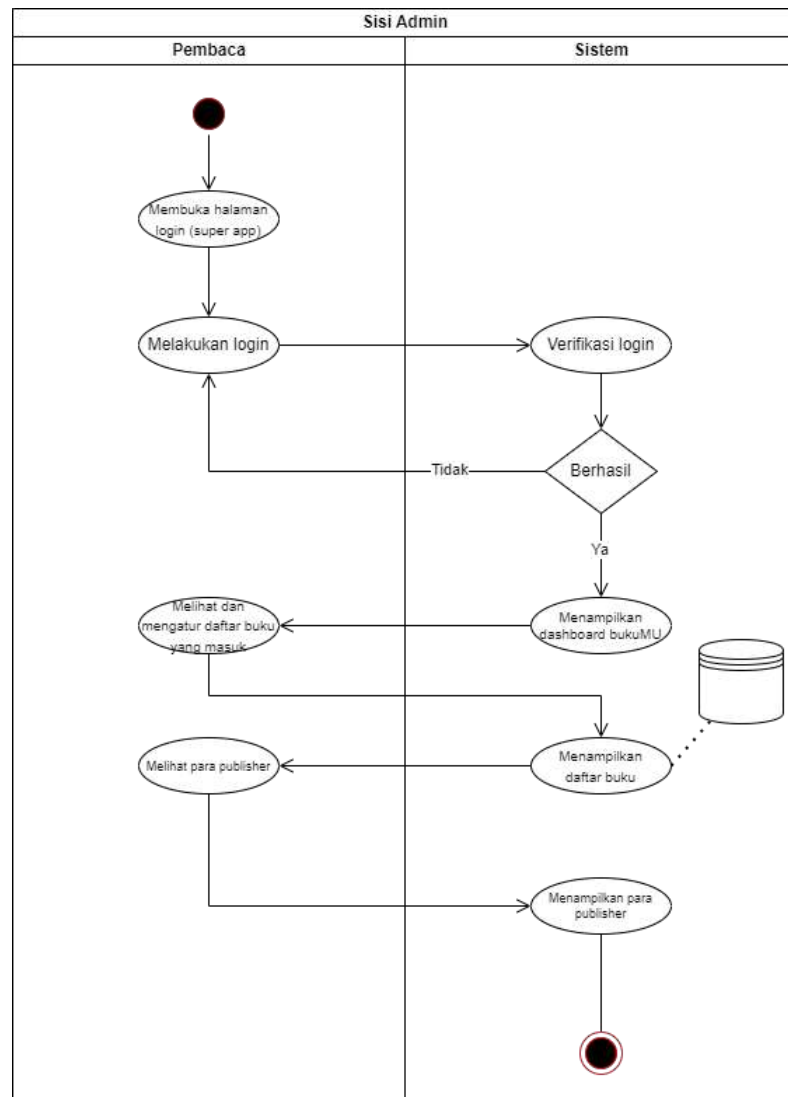 Sisi Admin
Pembaca
Sistem
Membuka halaman
login (super app)
Melakukan login
Verifikasi login
Tidak
Berhasil
Ya
Melihat dan
mengatur daftar buku
yang masuk
Menampilkan
dashboard bukuMU
Melihat para publisher
Menampilkan
daftar buku
Menampilkan para
publisher